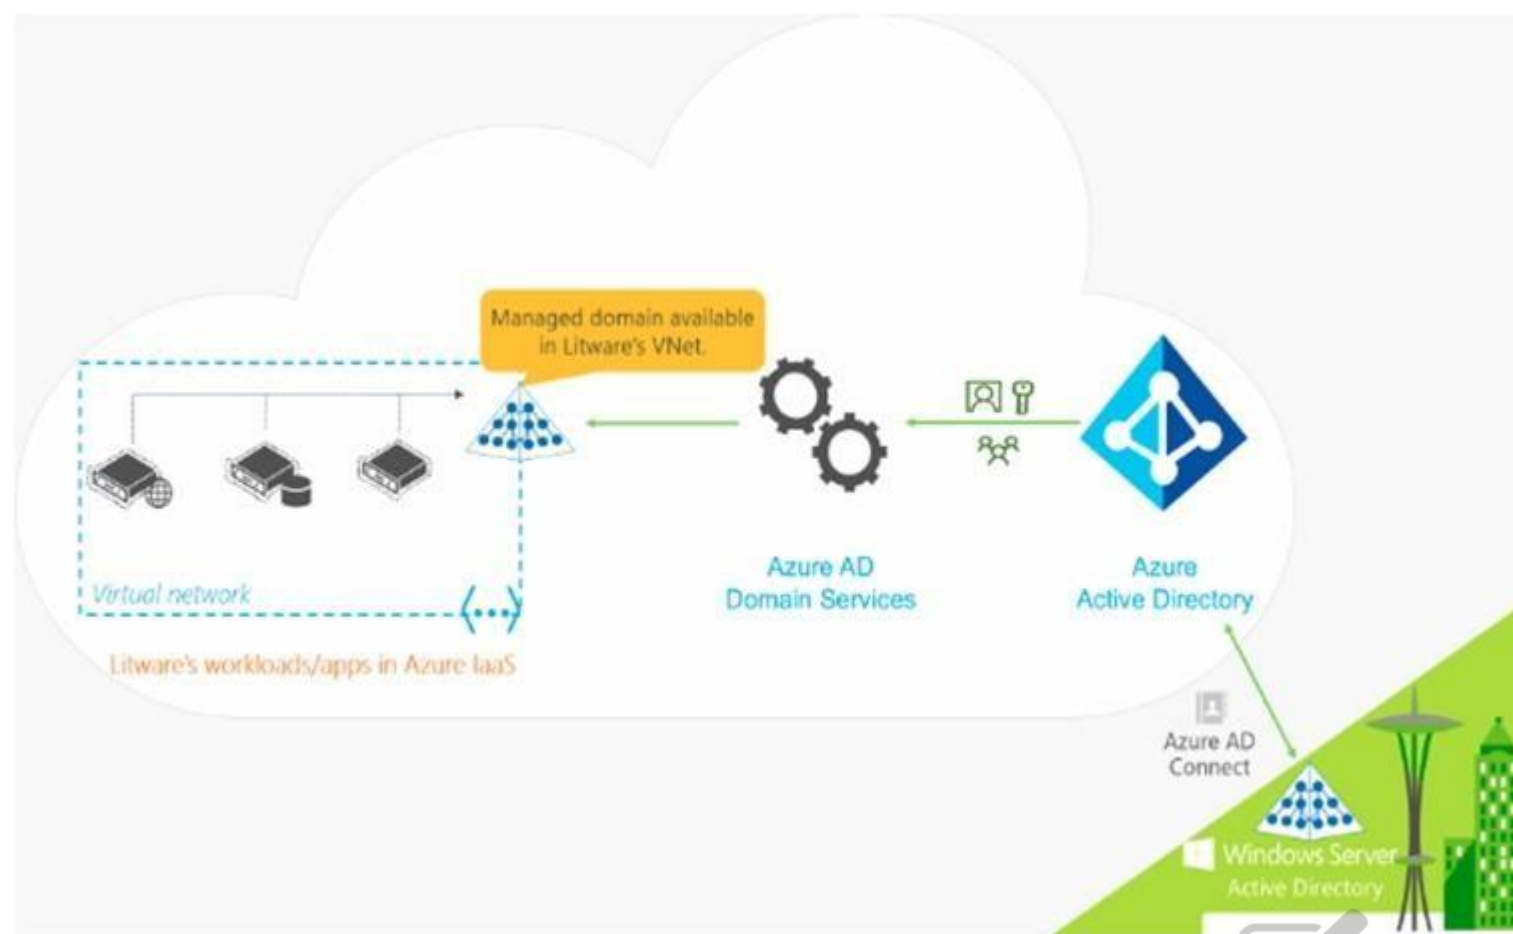 Managed domain available
in Litware's VNet.
Virtual network
Litware's workloads/apps in Azure IaaS
Azure AD
Domain Services
Azure
Active Directory
Azure AD
Connect
Windows Server
Active Directory